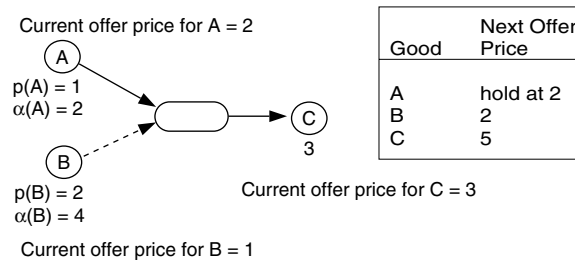 Current offer price for A = 2
A
p(A) = 1
α(A) = 2
B
p(B) = 2
α(B) = 4
Current offer price for B = 1
C
3
Current offer price for C = 3
Next Offer
Good Price
A hold at 2
B 2
C 5